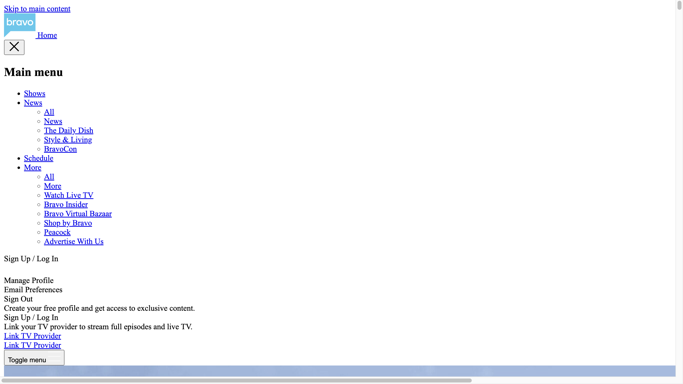 Skip to main content
bravo Home
Main menu
Shows
News
All
News
The Daily Dish
Style & Living
BravoCon
Schedule
More
All
More
Watch Live TV
Bravo Insider
Bravo Virtual Bazaar
Shop by Bravo
Peacock
Advertise With Us
Sign Up / Log In
Manage Profile
Email Preferences
Sign Out
Create your free profile and get access to exclusive content.
Sign Up / Log In
Link your TV provider to stream full episodes and live TV.
Link TV Provider
Link TV Provider
Toggle menu